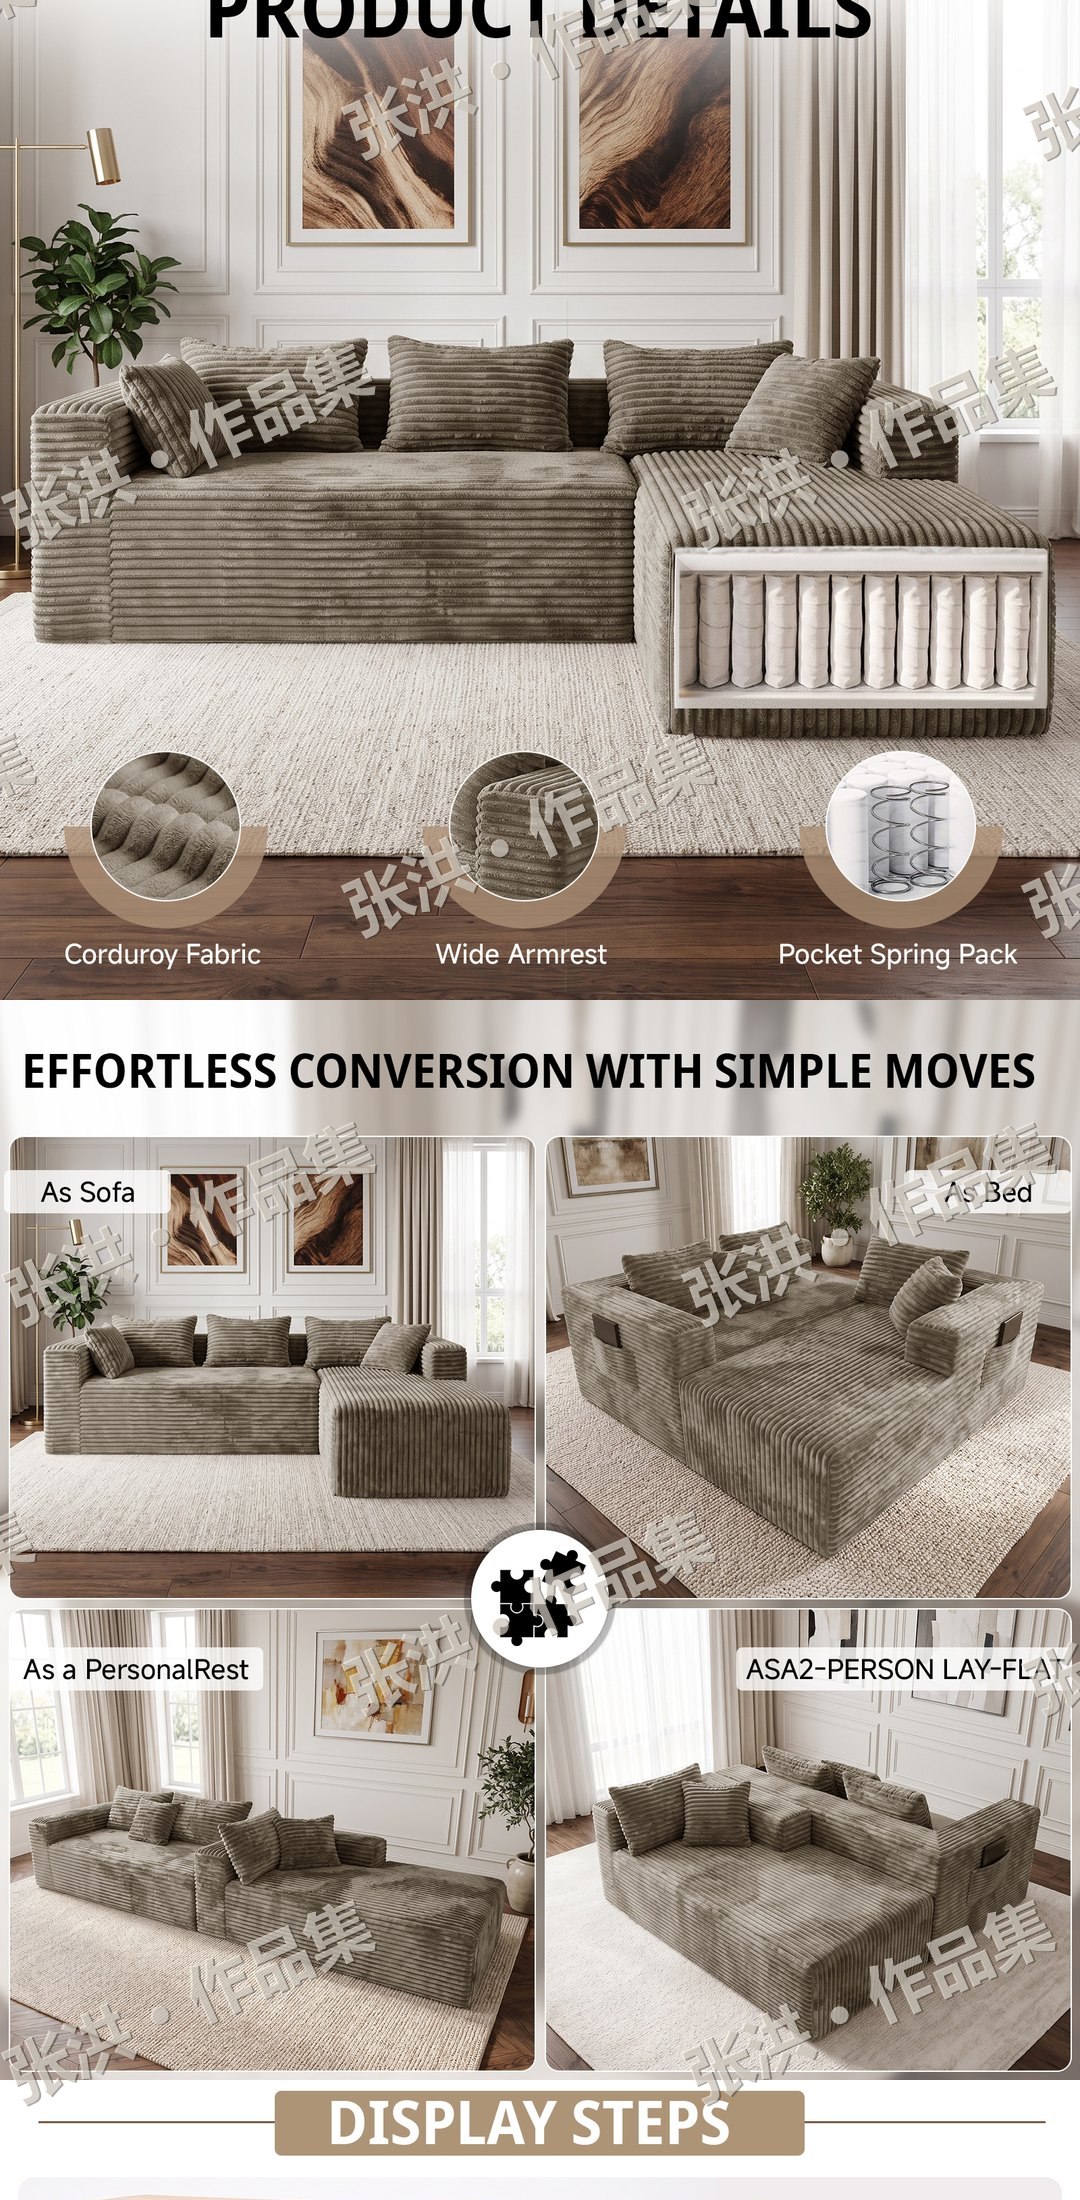 PRODUCT DETAILS
Corduroy Fabric
Wide Armrest
Pocket Spring Pack
EFFORTLESS CONVERSION WITH SIMPLE MOVES
As Sofa
As Bed
As a PersonalRest
ASA2-PERSON LAY-FLAT
DISPLAY STEPS
张洪·作品集